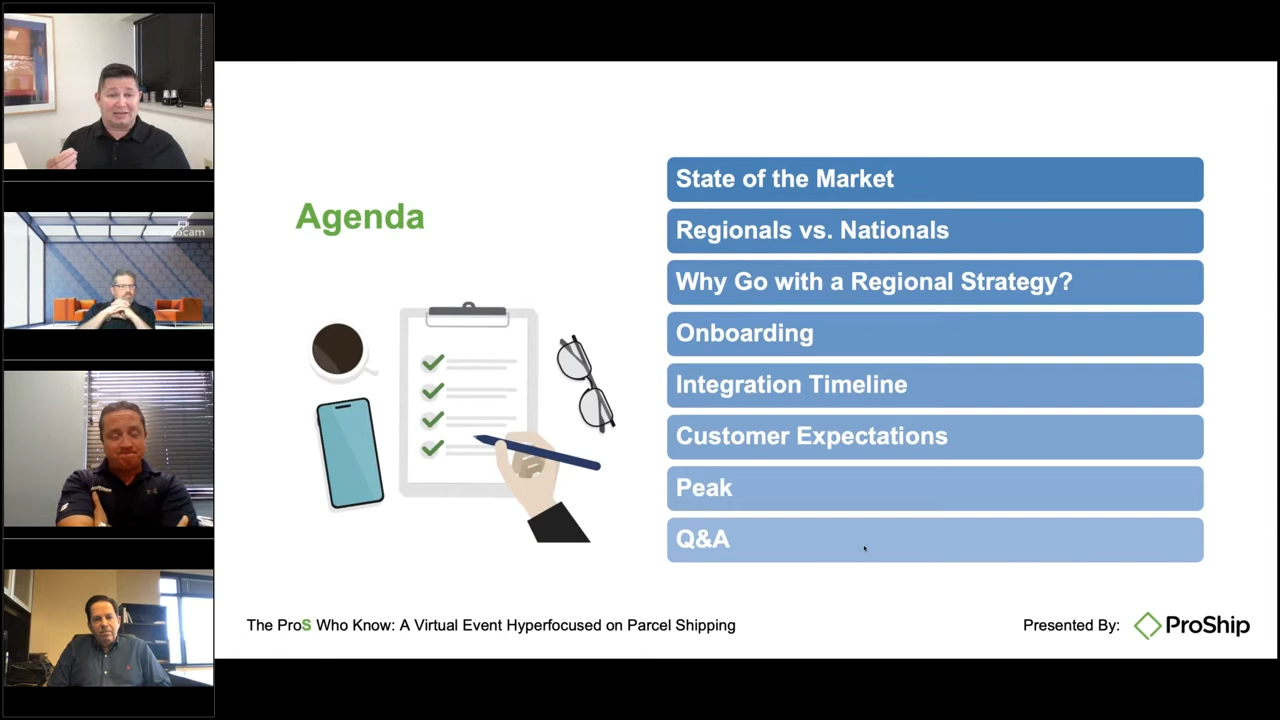 Agenda
State of the Market
Regionals vs. Nationals
Why Go with a Regional Strategy?
Onboarding
Integration Timeline
Customer Expectations
Peak
Q&A
The ProS Who Know: A Virtual Event Hyperfocused on Parcel Shipping
Presented By:
ProShip